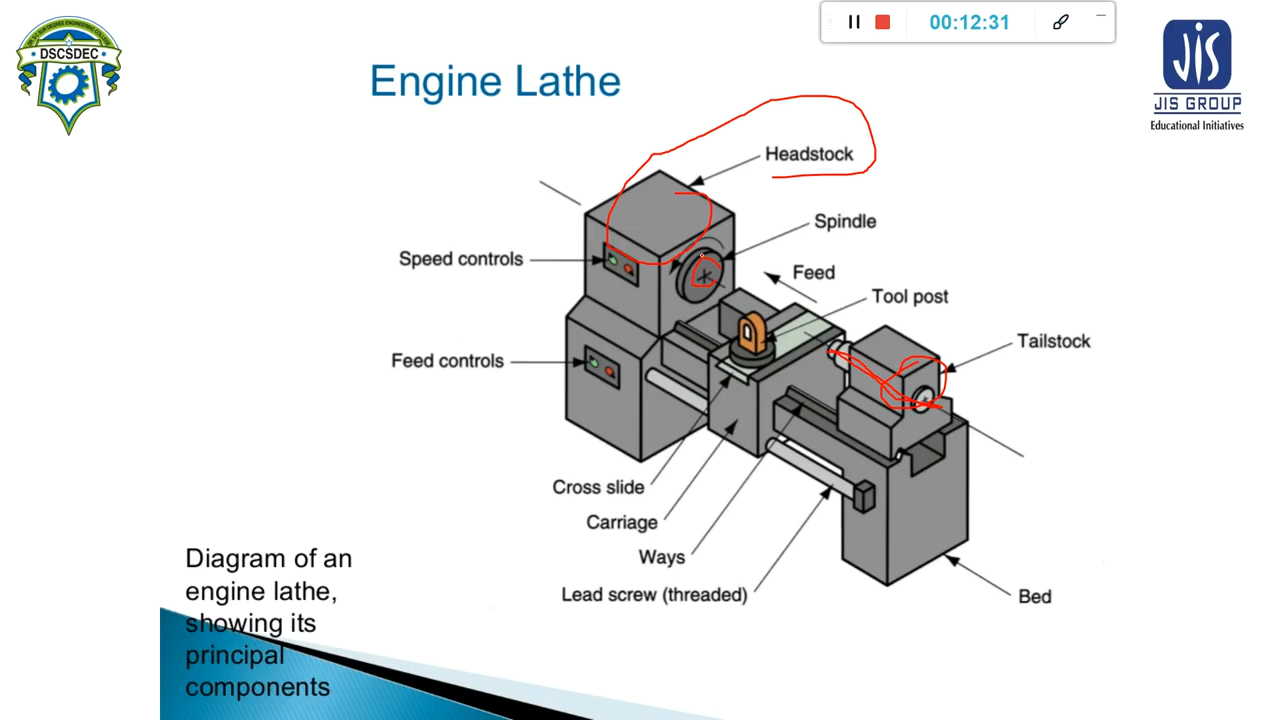 00:12:31
DSCSDEC
JIS
JIS GROUP
Educational Initiatives
Engine Lathe
Headstock
Spindle
Speed controls
Feed
Tool post
Tailstock
Feed controls
Cross slide
Carriage
Ways
Lead screw (threaded)
Bed
Diagram of an
engine lathe,
showing its
principal
components